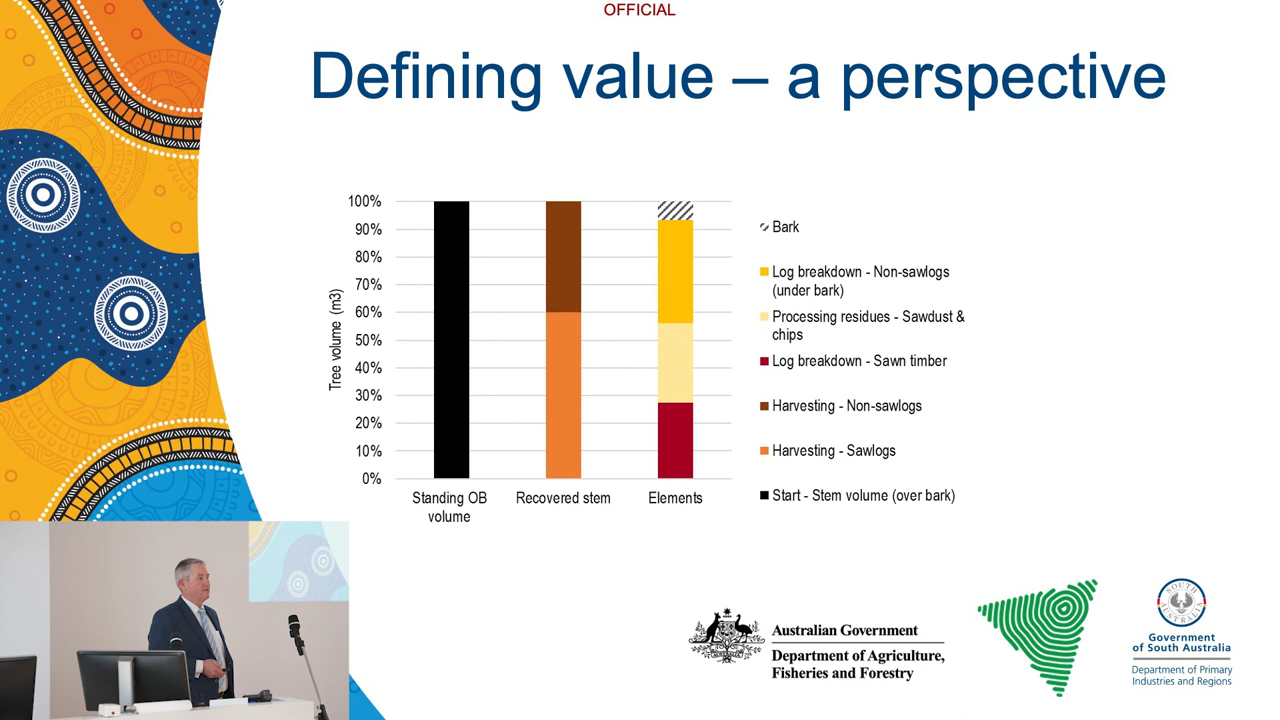 OFFICIAL
Defining value – a perspective
Tree volume (m3)
100%
90%
80%
70%
60%
50%
40%
30%
20%
10%
0%
Standing OB
volume
Recovered stem
Elements
Bark
Log breakdown - Non-sawlogs
(under bark)
Processing residues - Sawdust &
chips
Log breakdown - Sawn timber
Harvesting - Non-sawlogs
Harvesting - Sawlogs
Start - Stem volume (over bark)
Australian Government
Department of Agriculture,
Fisheries and Forestry
SOUTH
AUSTRALIA
Government
of South Australia
Department of Primary
Industries and Regions